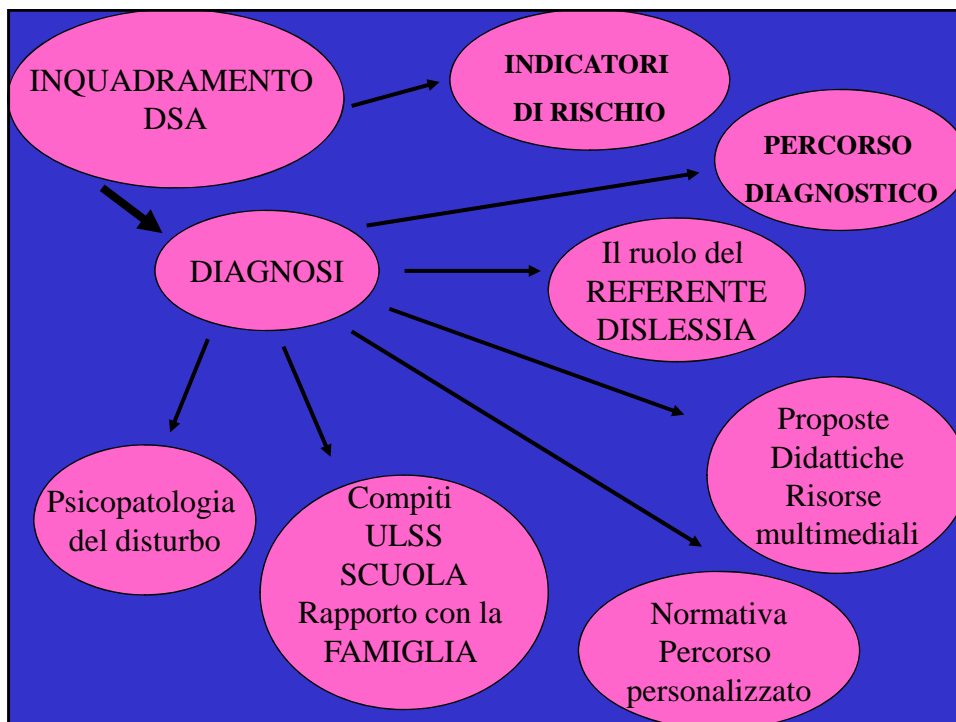 INQUADRAMENTO
DSA
INDICATORI
DI RISCHIO
PERCORSO
DIAGNOSTICO
DIAGNOSI
Il ruolo del
REFERENTE
DISLESSIA
Proposte
Didattiche
Risorse
multimediali
Psicopatologia
del disturbo
Compiti
ULSS
SCUOLA
Rapporto con la
FAMIGLIA
Normativa
Percorso
personalizzato